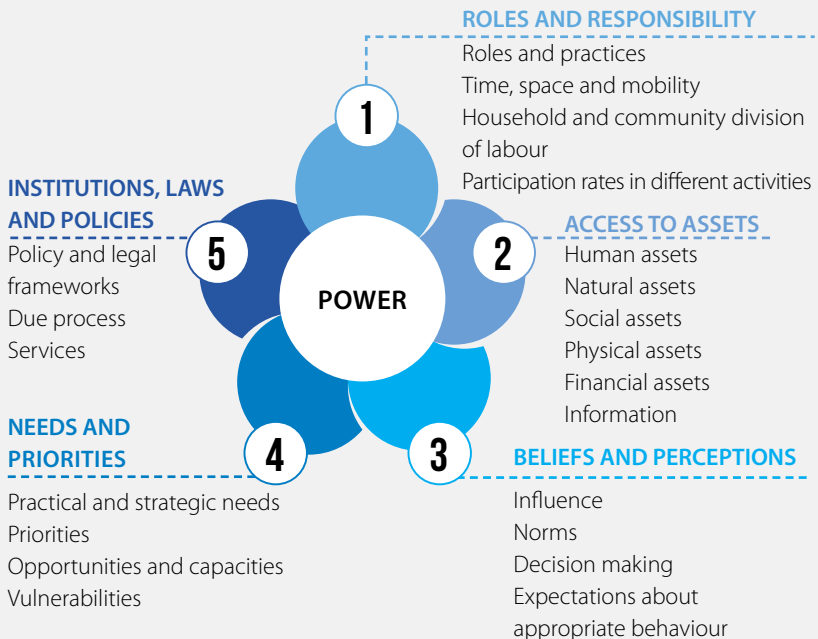 ROLES AND RESPONSIBILITY
1
Roles and practices
Time, space and mobility
Household and community division
of labour
Participation rates in different activities
ACCESS TO ASSETS
2
Human assets
Natural assets
Social assets
Physical assets
Financial assets
Information
BELIEFS AND PERCEPTIONS
3
Influence
Norms
Decision making
Expectations about
appropriate behaviour
NEEDS AND
PRIORITIES
4
Practical and strategic needs
Priorities
Opportunities and capacities
Vulnerabilities
INSTITUTIONS, LAWS
AND POLICIES
5
Policy and legal
frameworks
Due process
Services
POWER